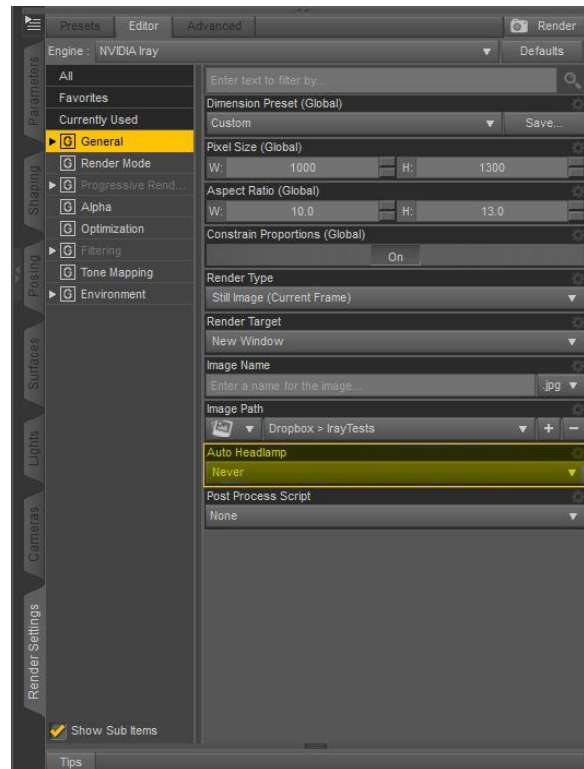 Presets Editor Advanced Render
Engine : NVIDIA Iray Defaults
All
Favorites
Currently Used
G General
G Render Mode
G Progressive Rend...
G Alpha
G Optimization
G Filtering
G Tone Mapping
G Environment
Show Sub Items
Enter text to filter by...
Dimension Preset (Global)
Custom Save...
Pixel Size (Global)
W: 1000 H: 1300
Aspect Ratio (Global)
W: 10.0 H: 13.0
Constrain Proportions (Global)
On
Render Type
Still Image (Current Frame)
Render Target
New Window
Image Name
Enter a name for the image... .jpg
Image Path
Dropbox > IrayTests + −
Auto Headlamp
Never
Post Process Script
None
Parameters
Shaping
Posing
Surfaces
Lights
Cameras
Render Settings
Tips